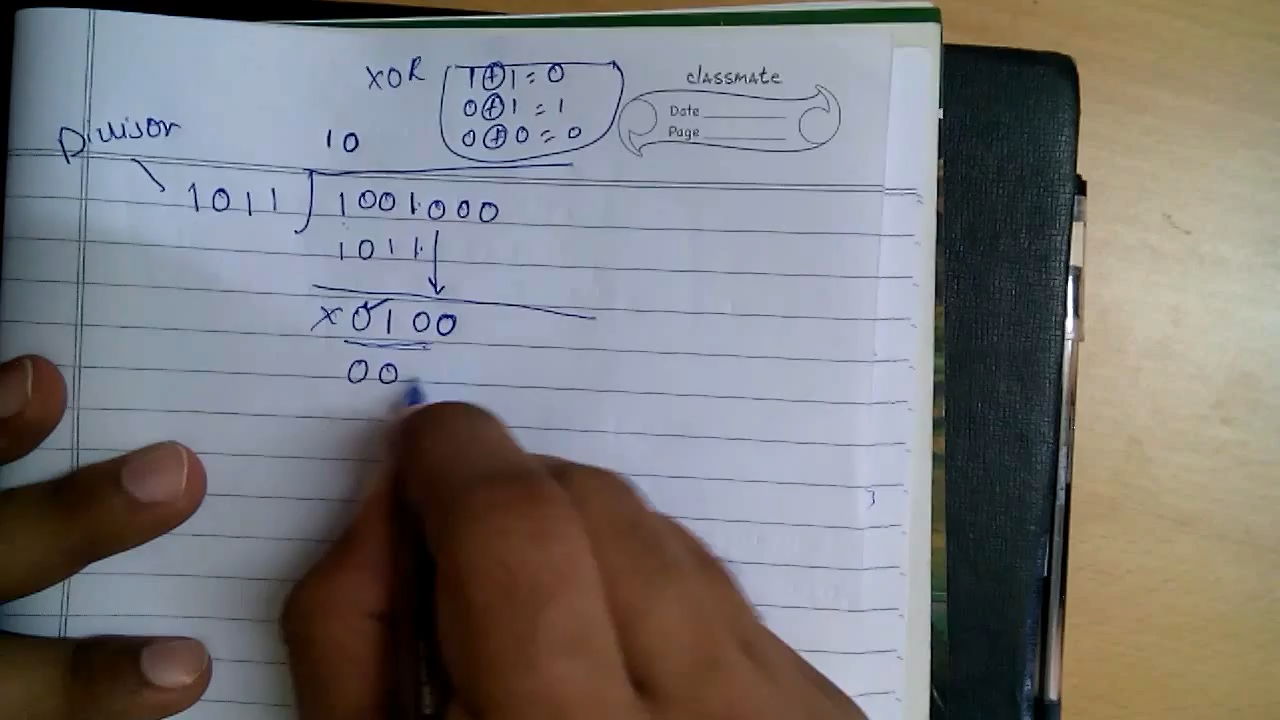 XOR
1⊕1=0
0⊕1=1
0⊕0=0
classmate
Date
Page
Divisor
10
1011 1001000
1011
X0100
00